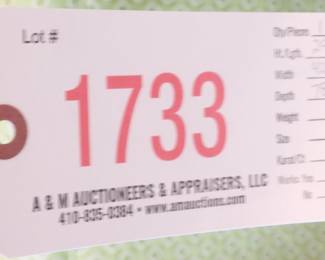 Lot #
1733
A & M AUCTIONEERS & APPRAISERS, LLC
410-835-0384 • www.amauctions.com
Qty/Pieces
Ht./Lgth.
Width
Depth
Weight
Size
Karat/Ct.
Works: Yes
No